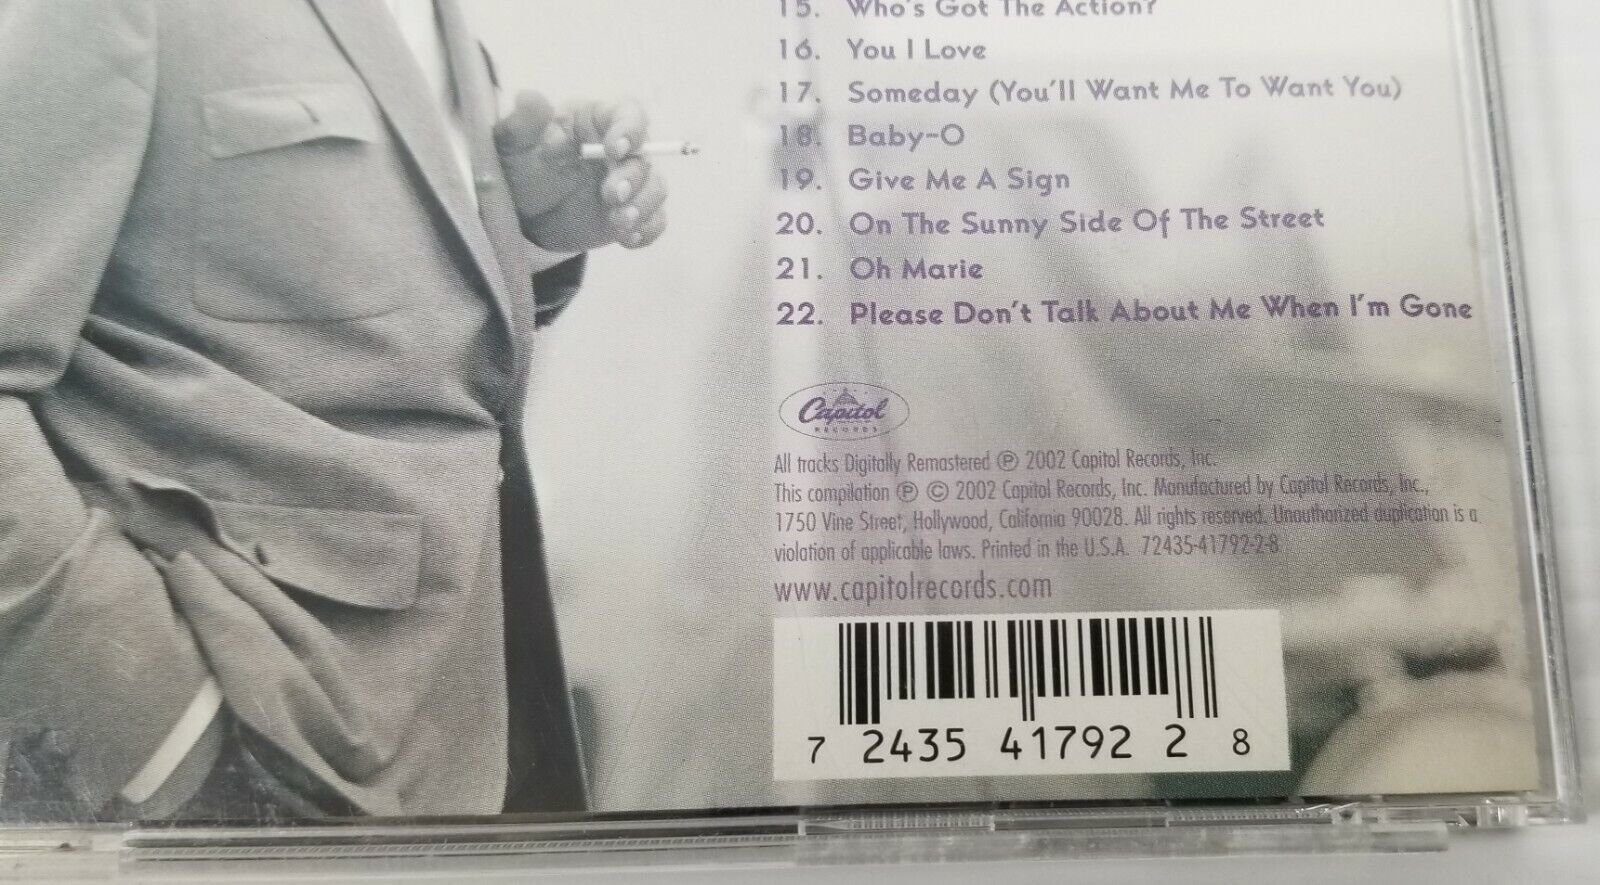 15. Who's Got The Action?
16. You I Love
17. Someday (You'll Want Me To Want You)
18. Baby-O
19. Give Me A Sign
20. On The Sunny Side Of The Street
21. Oh Marie
22. Please Don't Talk About Me When I'm Gone
Capitol
RECORDS
All tracks Digitally Remastered ℗ 2002 Capitol Records, Inc.
This compilation ℗ © 2002 Capitol Records, Inc. Manufactured by Capitol Records, Inc.,
1750 Vine Street, Hollywood, California 90028. All rights reserved. Unauthorized duplication is a
violation of applicable laws. Printed in the U.S.A. 72435-41792-2-8
www.capitolrecords.com
7 24354 17922 8